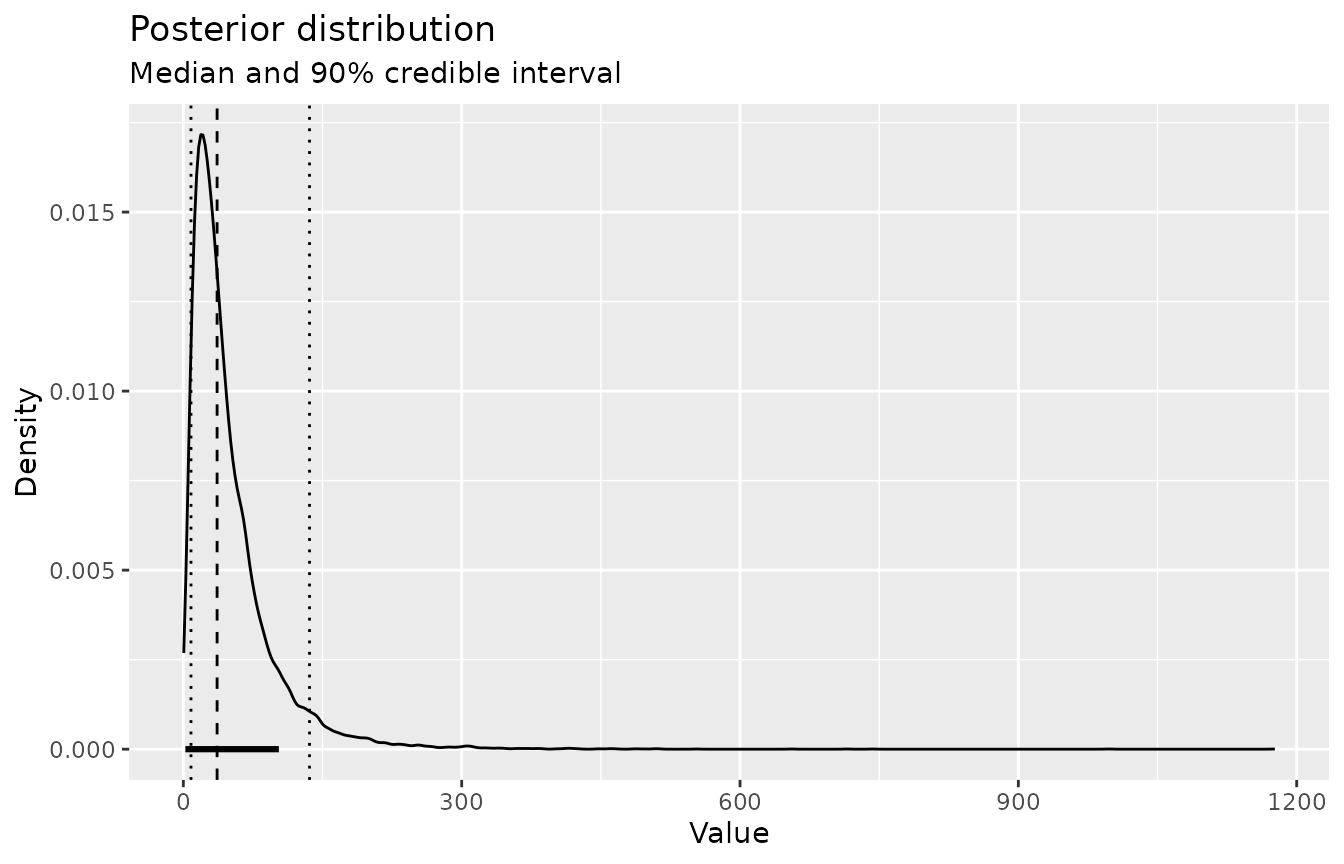 Posterior distribution
Median and 90% credible interval
0.015
0.010
0.005
0.000
Density
0 300 600 900 1200
Value